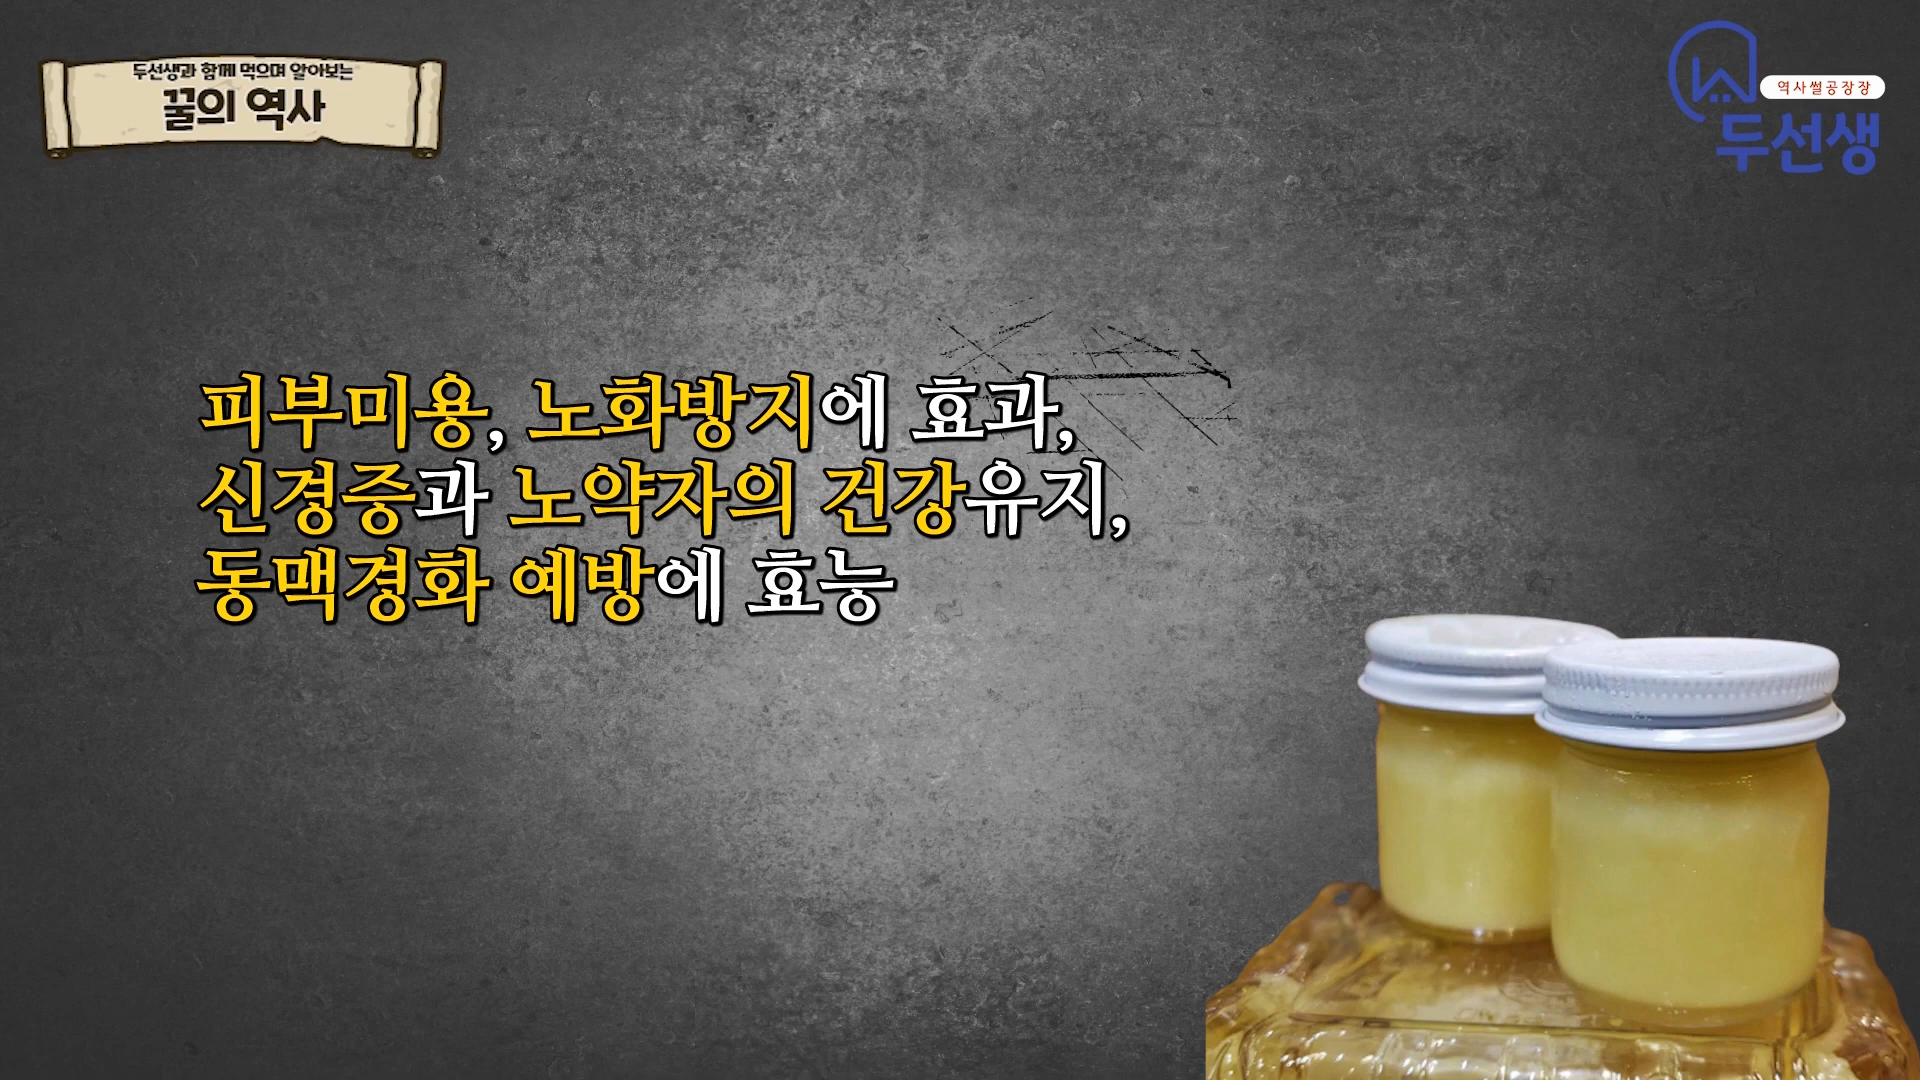 두선생과 함께 먹으며 알아보는
꿀의 역사
역사썰공장장
두선생
피부미용, 노화방지에 효과,
신경증과 노약자의 건강유지,
동맥경화 예방에 효능